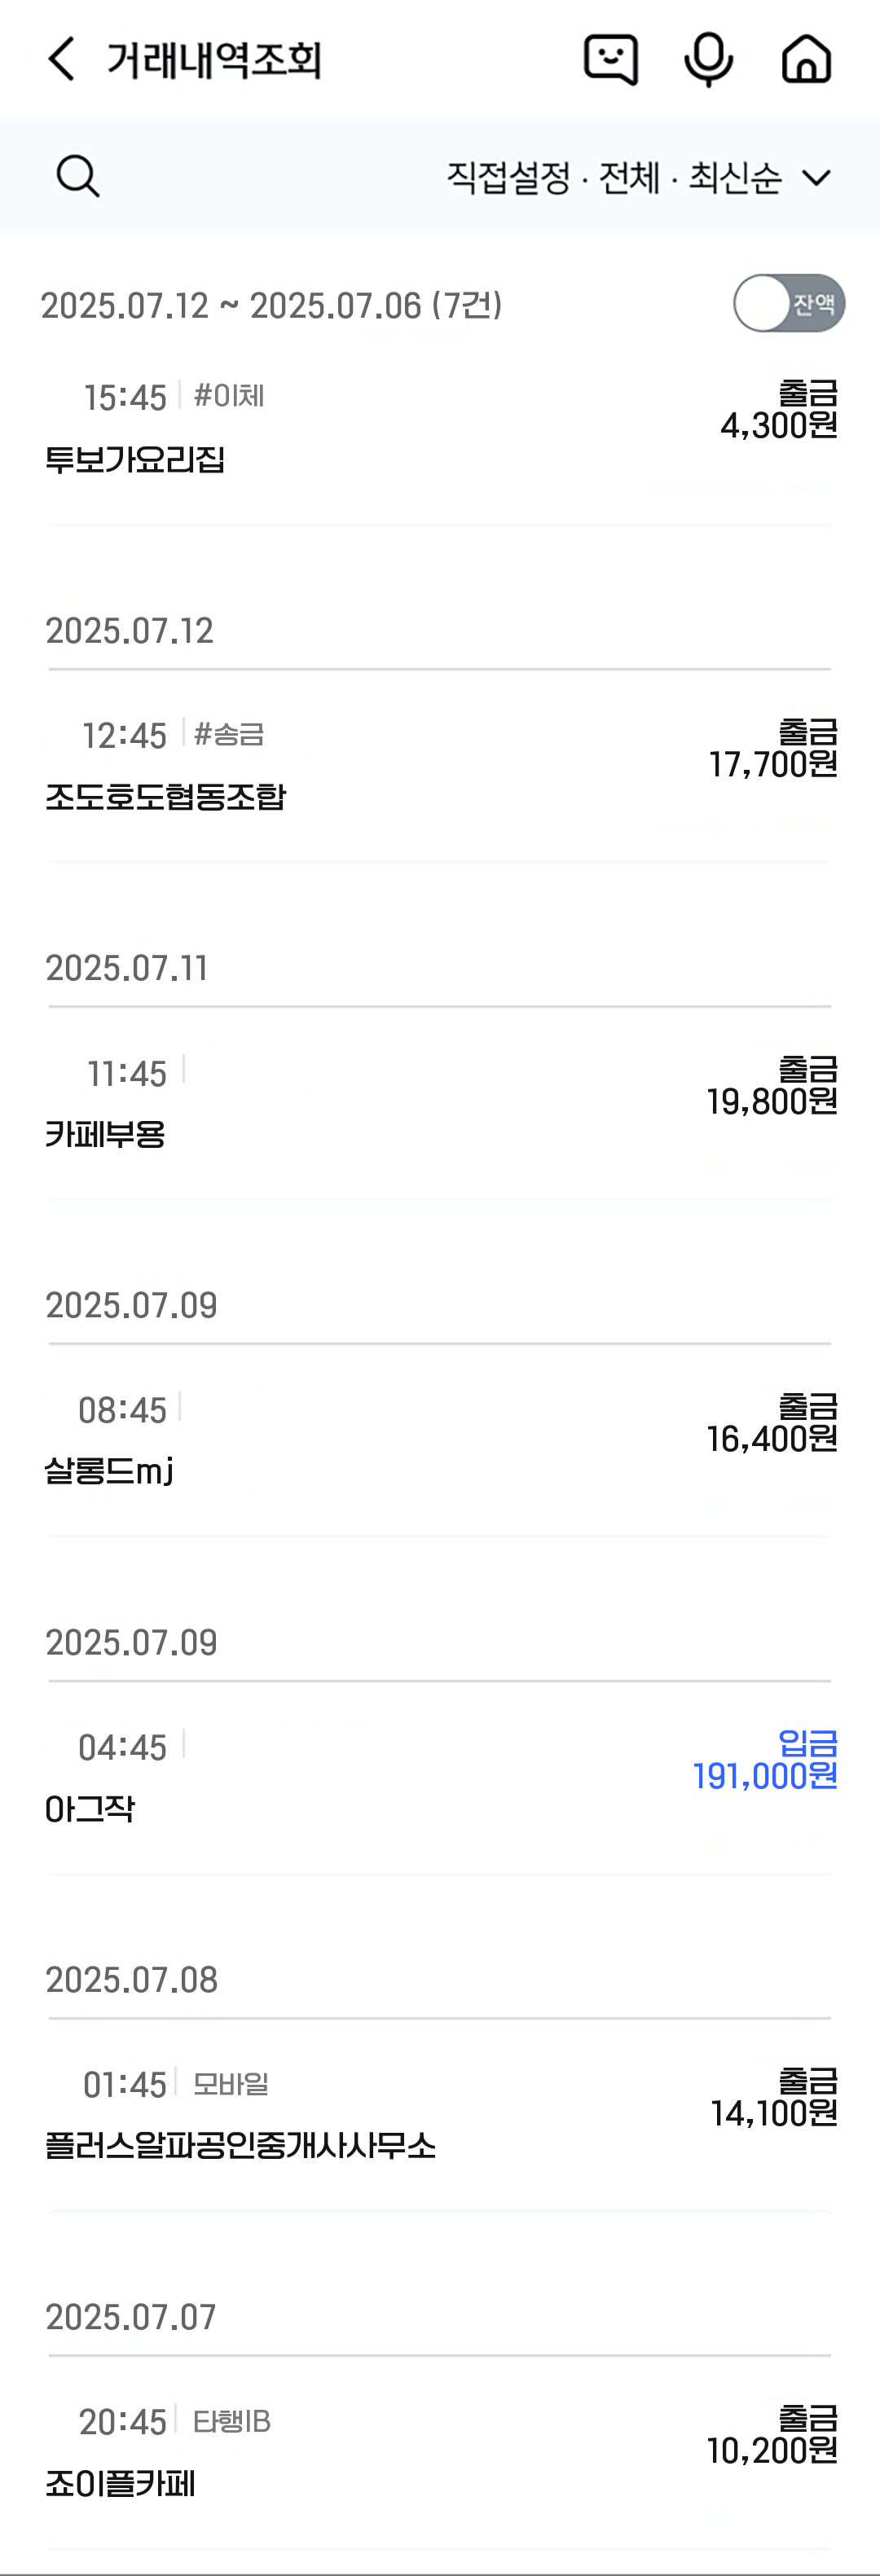 거래내역조회
직접설정 · 전체 · 최신순
2025.07.12 ~ 2025.07.06 (7건) 잔액
15:45 #이체 출금
4,300원
투보가요리집
2025.07.12
12:45 #송금 출금
17,700원
조도호도협동조합
2025.07.11
11:45 출금
19,800원
카페부용
2025.07.09
08:45 출금
16,400원
살롱드mj
2025.07.09
04:45 입금
191,000원
아그작
2025.07.08
01:45 모바일 출금
14,100원
플러스알파공인중개사사무소
2025.07.07
20:45 타행IB 출금
10,200원
죠이플카페